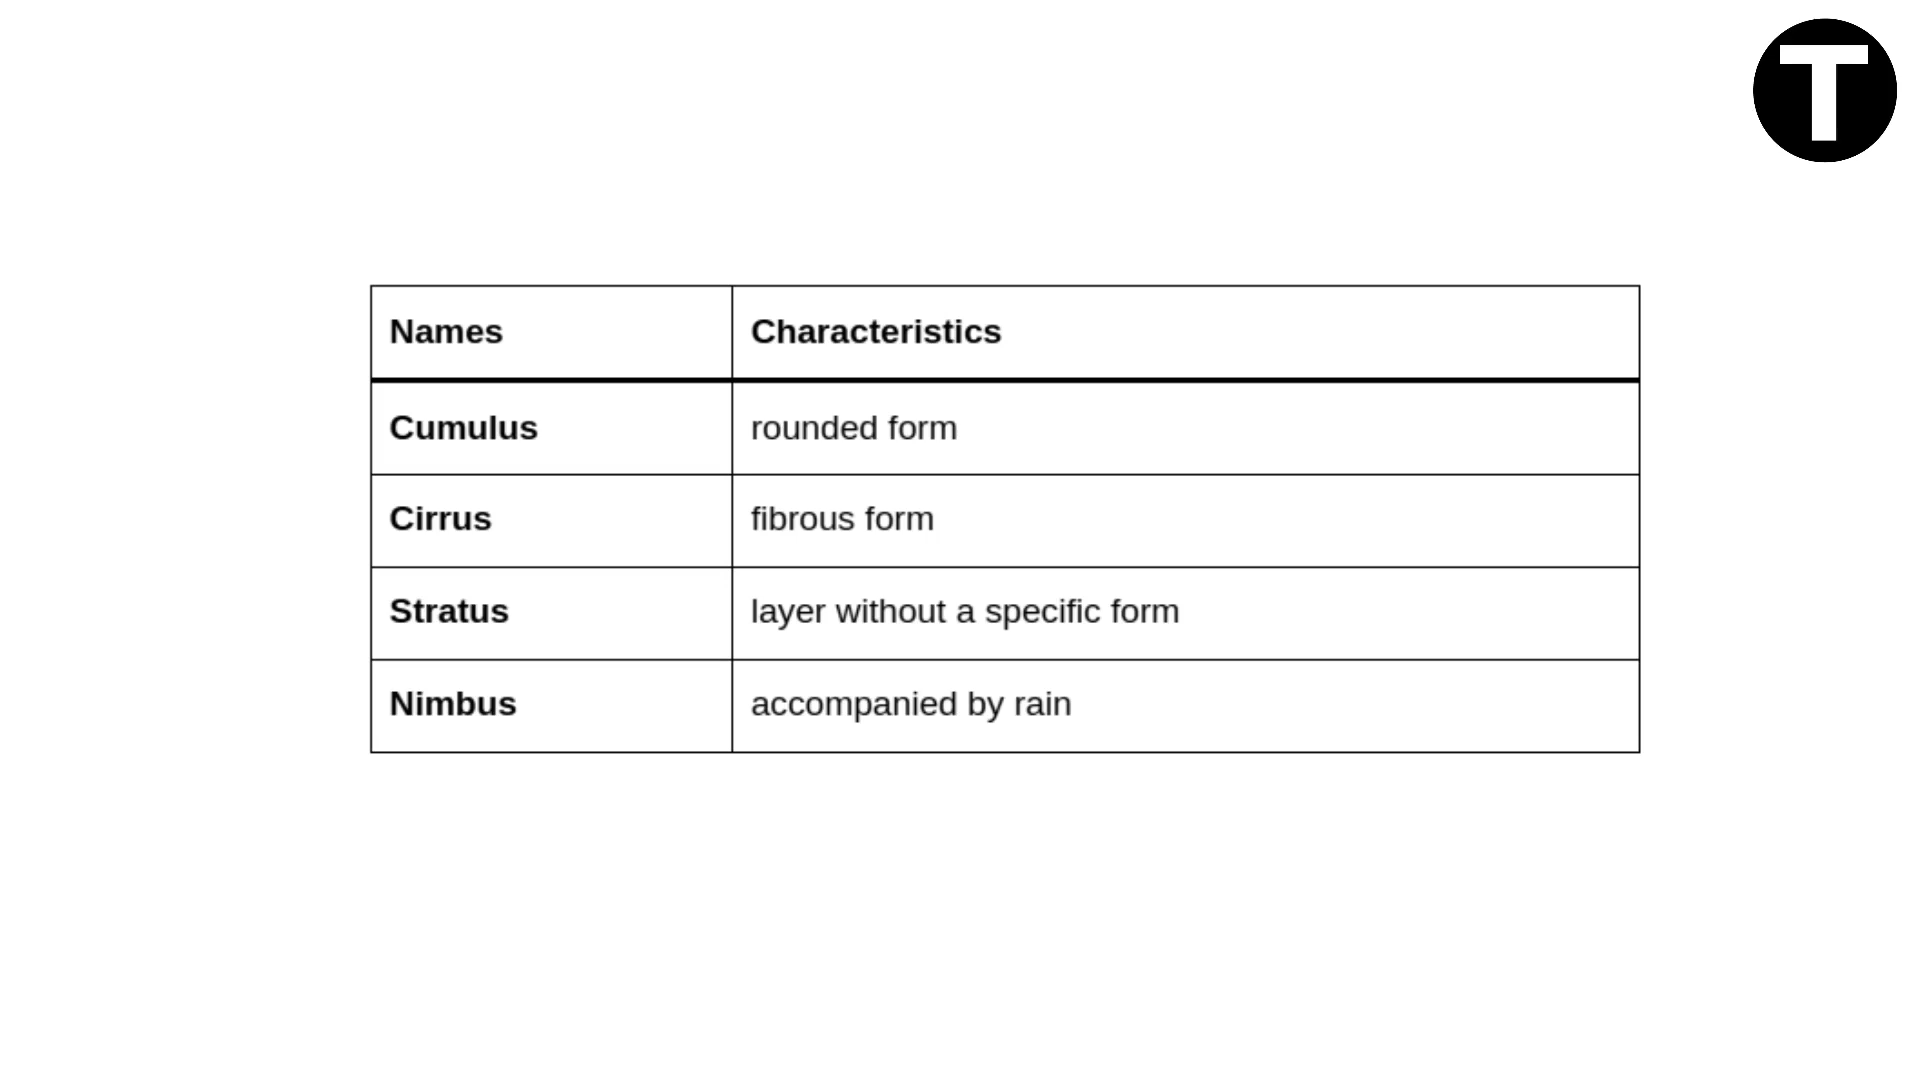 T
Names Characteristics
Cumulus rounded form
Cirrus fibrous form
Stratus layer without a specific form
Nimbus accompanied by rain